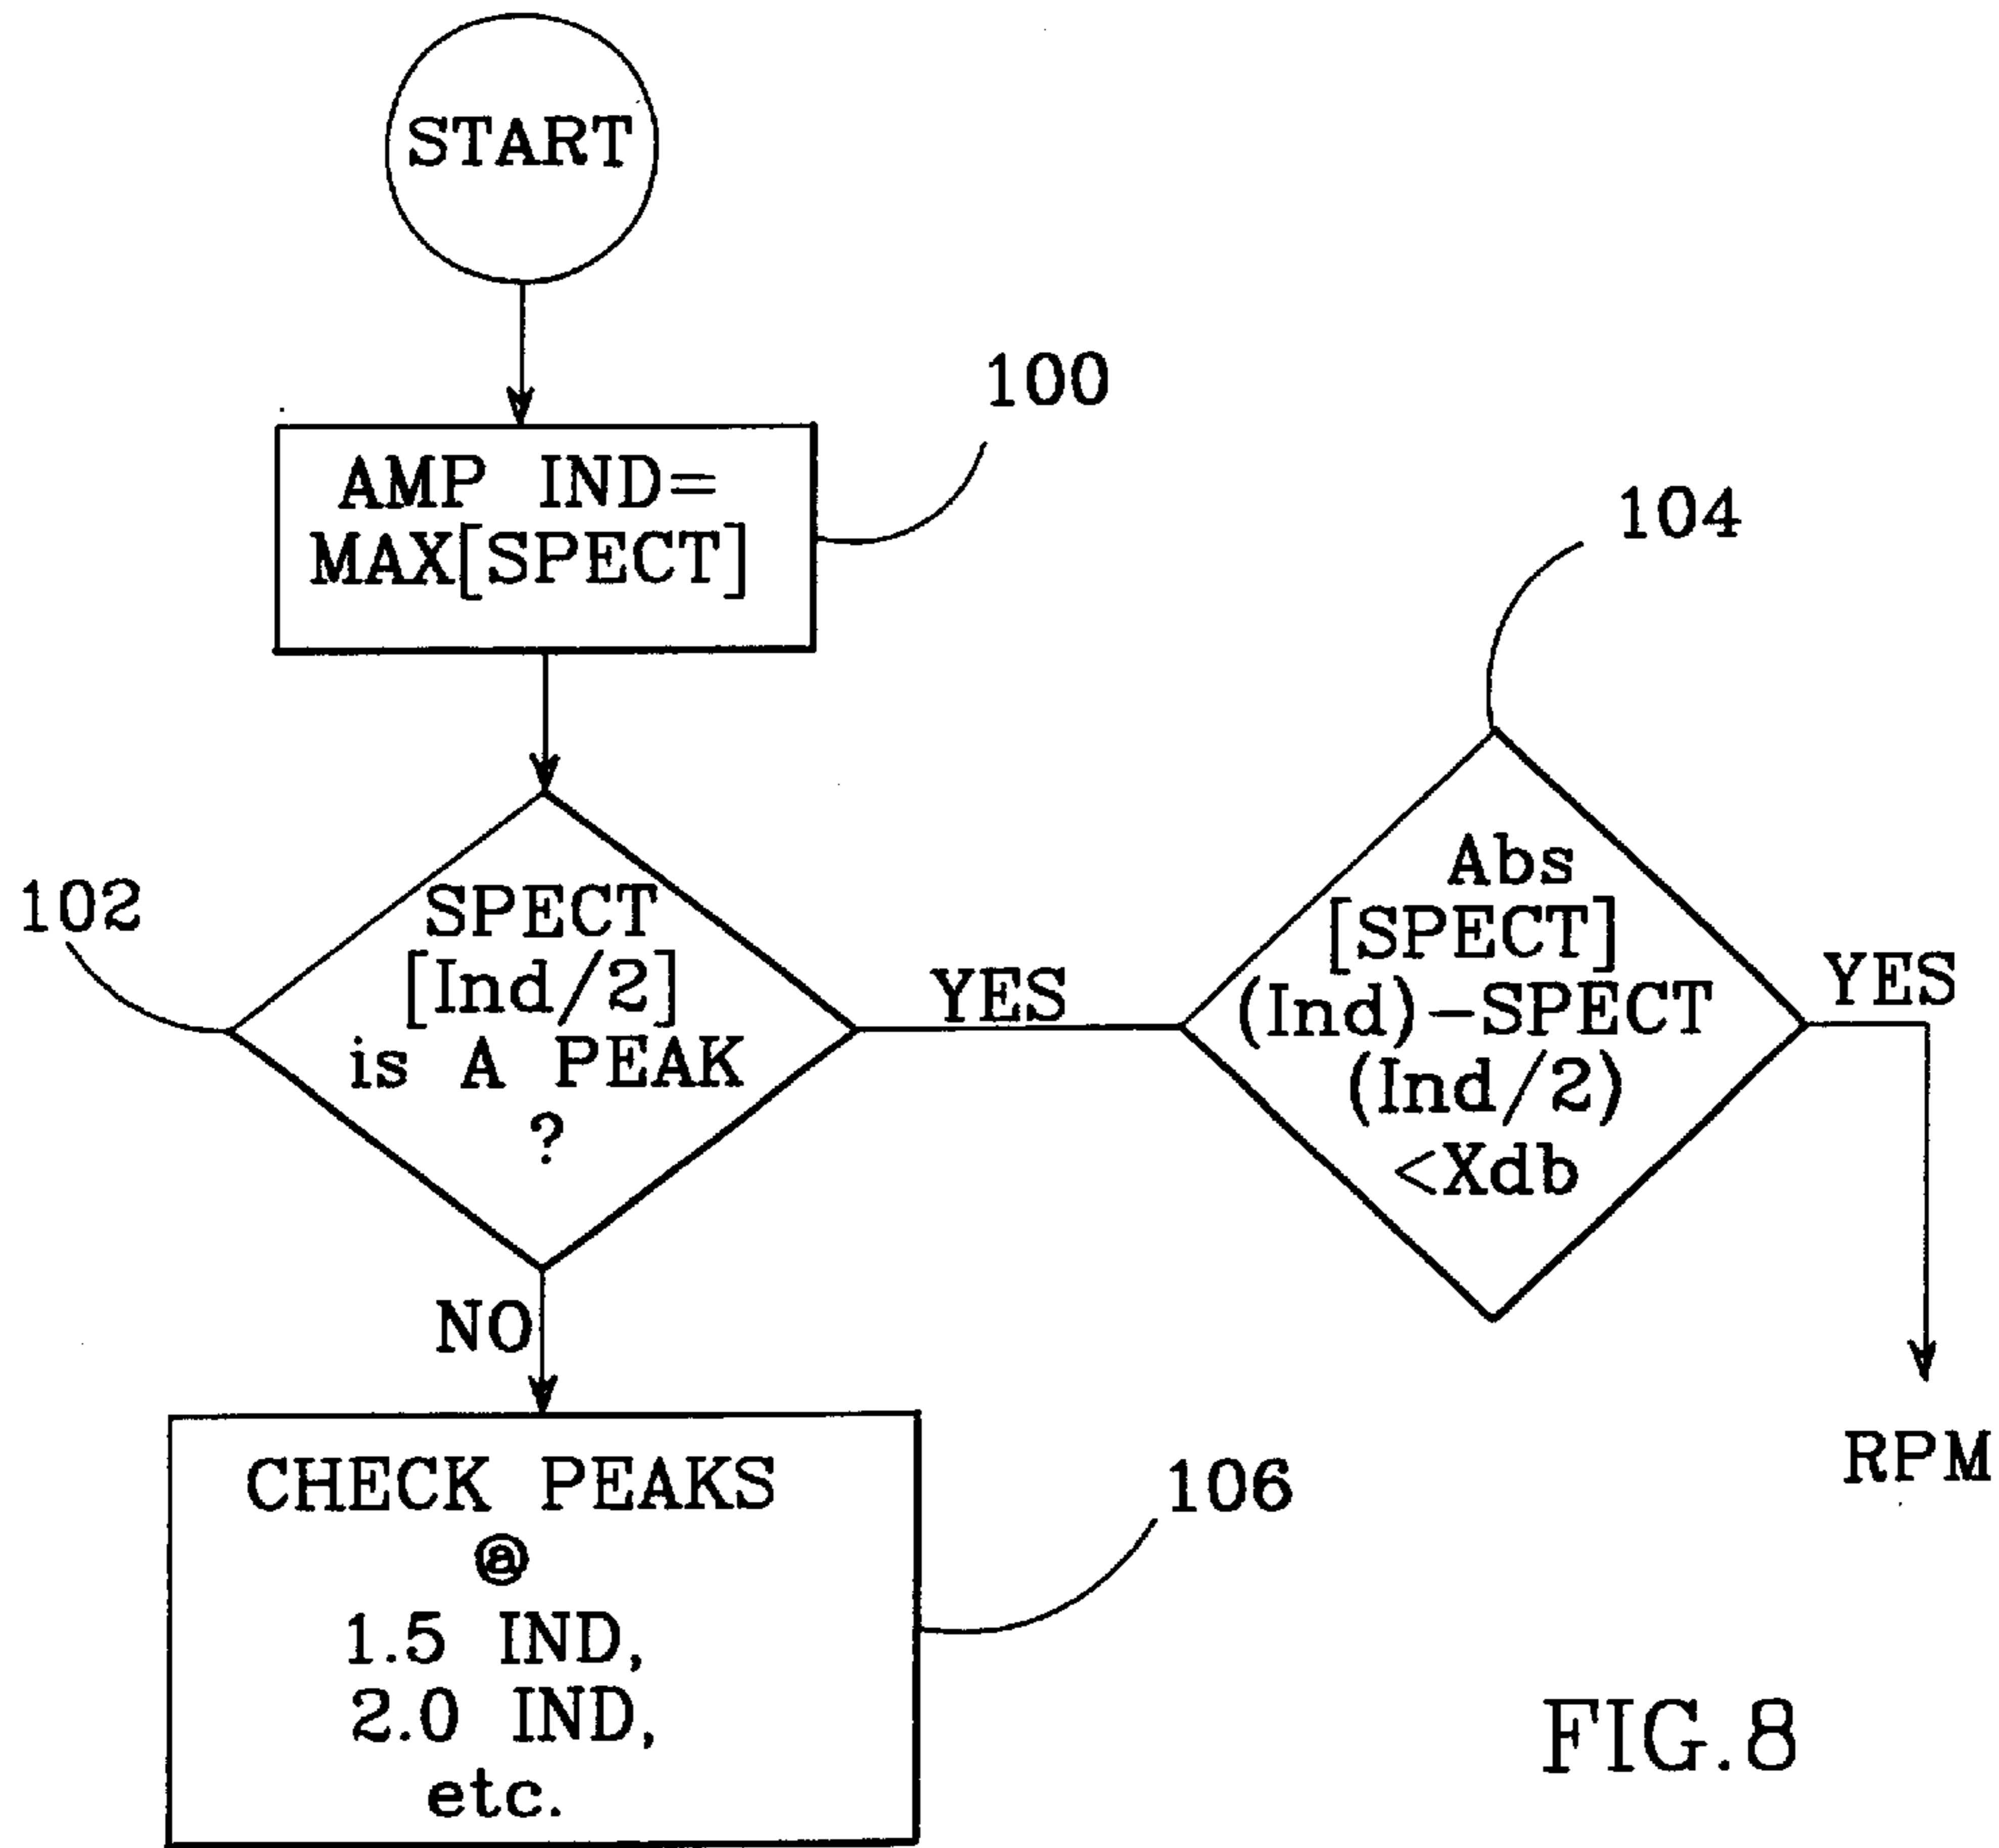 START
100
AMP IND=
MAX[SPECT]
104
102
SPECT
[Ind/2]
is A PEAK
?
YES
Abs
[SPECT]
(Ind)-SPECT
(Ind/2)
<Xdb
YES
NO
RPM
CHECK PEAKS
@
1.5 IND,
2.0 IND,
etc.
106
FIG.8